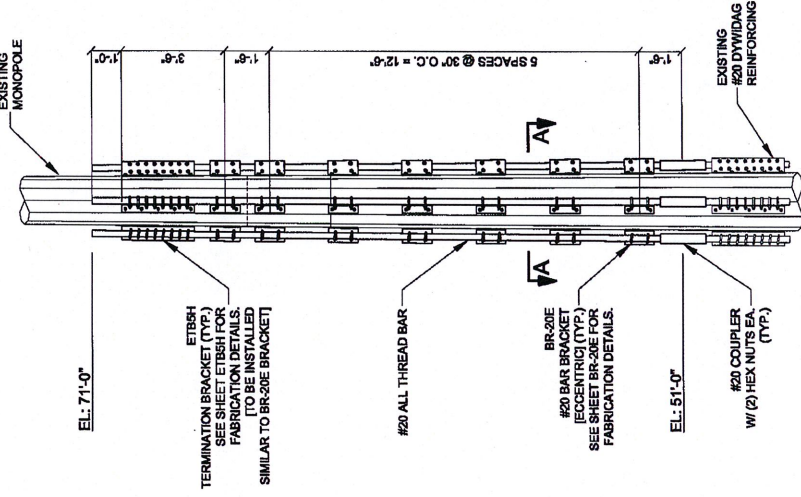 EXISTING
MONOPOLE
EL: 71'-0"
1'-0"
3'-6"
ETB5H
TERMINATION BRACKET (TYP.)
SEE SHEET ETB5H FOR
FABRICATION DETAILS.
[TO BE INSTALLED
SIMILAR TO BR-20E BRACKET]
1'-6"
#20 ALL THREAD BAR
5 SPACES @ 30" O.C. = 12'-6"
A
A
BR-20E
#20 BAR BRACKET
[ECCENTRIC] (TYP.)
SEE SHEET BR-20E FOR
FABRICATION DETAILS.
EL: 51'-0"
1'-6"
#20 COUPLER
W/ (2) HEX NUTS EA.
(TYP.)
EXISTING
#20 DYWIDAG
REINFORCING